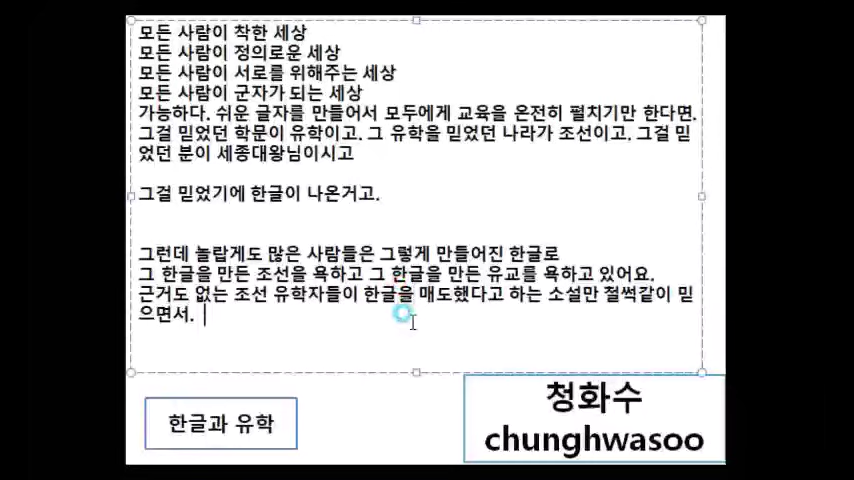 모든 사람이 착한 세상
모든 사람이 정의로운 세상
모든 사람이 서로를 위해주는 세상
모든 사람이 군자가 되는 세상
가능하다. 쉬운 글자를 만들어서 모두에게 교육을 온전히 펼치기만 한다면.
그걸 믿었던 학문이 유학이고. 그 유학을 믿었던 나라가 조선이고. 그걸 믿
었던 분이 세종대왕님이시고
그걸 믿었기에 한글이 나온거고.
그런데 놀랍게도 많은 사람들은 그렇게 만들어진 한글로
그 한글을 만든 조선을 욕하고 그 한글을 만든 유교를 욕하고 있어요.
근거도 없는 조선 유학자들이 한글을 매도했다고 하는 소설만 철썩같이 믿
으면서.
한글과 유학
청화수
chunghwasoo